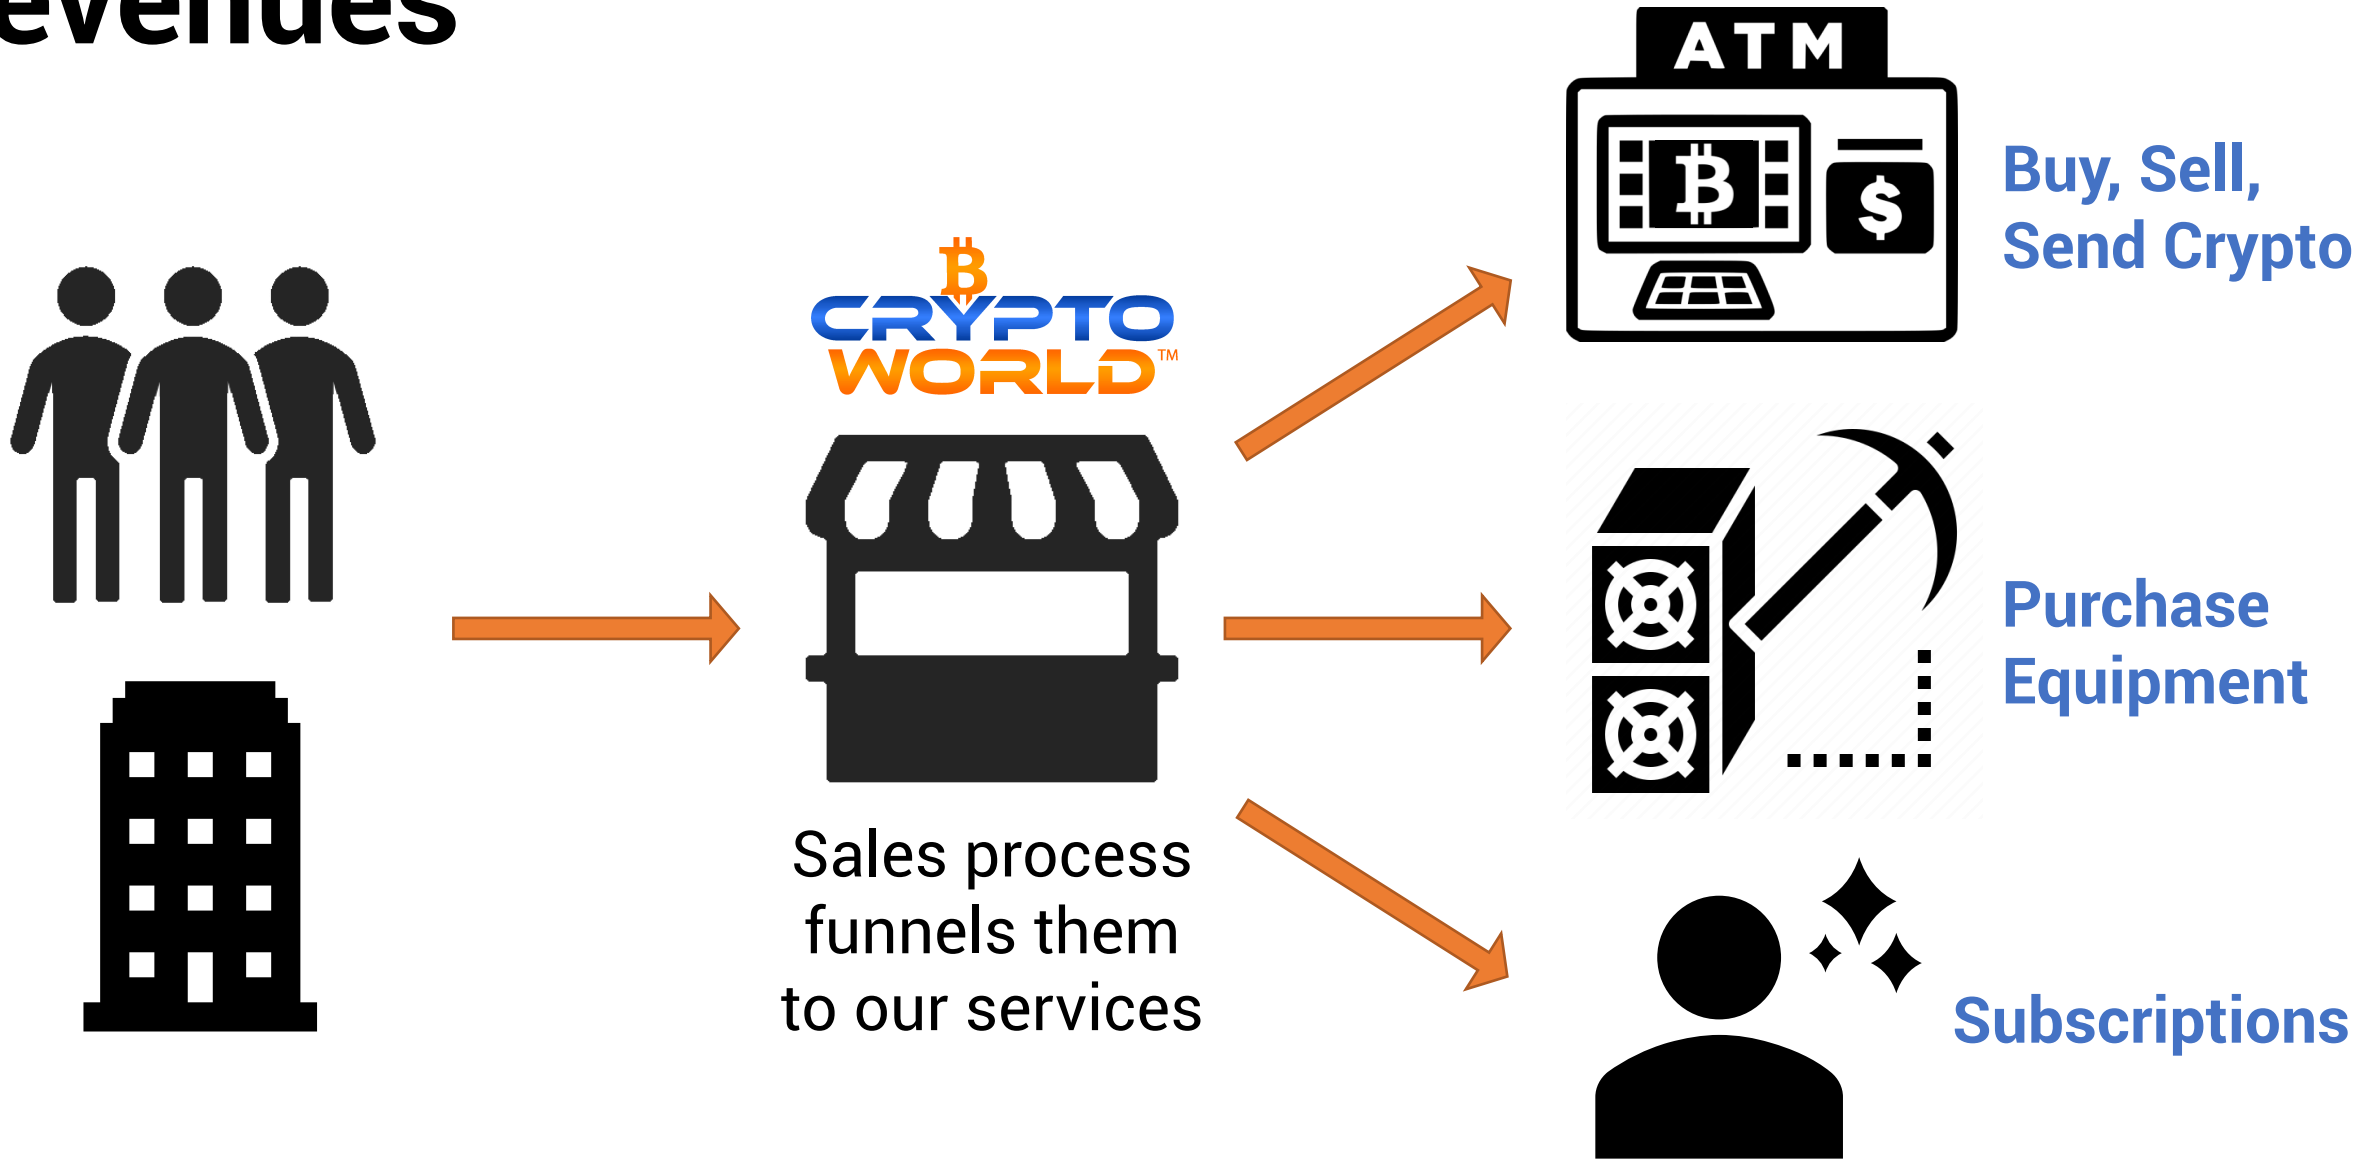 evenues
ATM
Buy, Sell,
Send Crypto
CRYPTO
WORLD™
Purchase
Equipment
Sales process
funnels them
to our services
Subscriptions